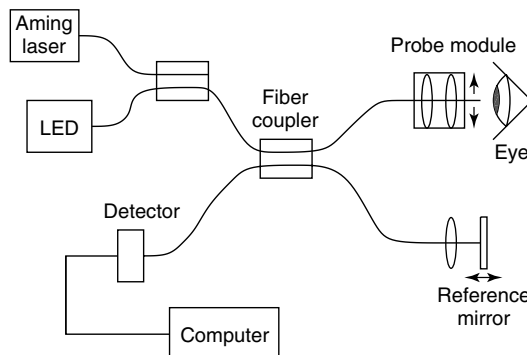 Aming
laser
LED
Fiber
coupler
Probe module
Eye
Detector
Computer
Reference
mirror